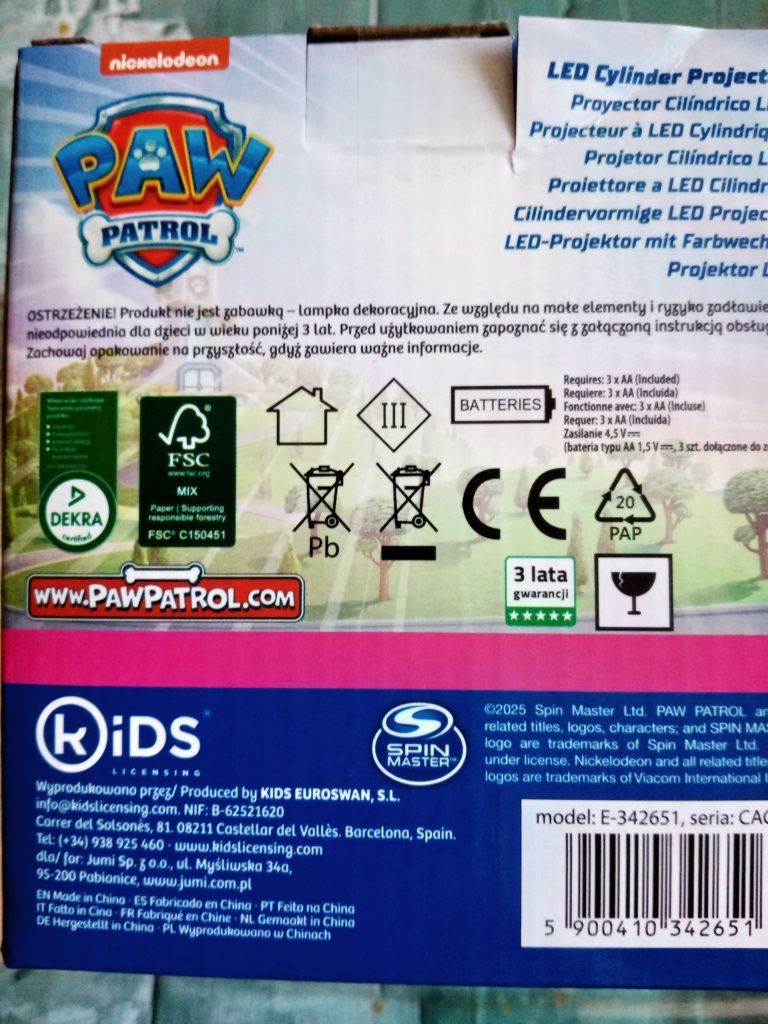 nickelodeon
PAW
PATROL™
LED Cylinder Project
Proyector Cilíndrico L
Projecteur à LED Cylindriq
Projetor Cilíndrico L
Proiettore a LED Cilindr
Cilindervormige LED Projec
LED-Projektor mit Farbwech
Projektor L
OSTRZEŻENIE! Produkt nie jest zabawką – lampka dekoracyjna. Ze względu na małe elementy i ryzyko zadławie
nieodpowiednia dla dzieci w wieku poniżej 3 lat. Przed użytkowaniem zapoznać się z załączoną instrukcją obsług
Zachowaj opakowanie na przyszłość, gdyż zawiera ważne informacje.
DEKRA
certified
FSC®
www.fsc.org
MIX
Paper | Supporting
responsible forestry
FSC® C150451
III
BATTERIES
Requires: 3 x AA (Included)
Requiere: 3 x AA (Incluida)
Fonctionne avec: 3 x AA (Incluse)
Requer: 3 x AA (Incluída)
Zasilanie 4,5 V⎓
(bateria typu AA 1,5 V⎓, 3 szt. dołączone do z
Pb
CE
20
PAP
3 lata
gwarancji
www.PawPatrol.com
KiDS
LICENSING
SPIN
MASTER™
©2025 Spin Master Ltd. PAW PATROL an
related titles, logos, characters; and SPIN MAS
logo are trademarks of Spin Master Ltd.
under license. Nickelodeon and all related title
logos are trademarks of Viacom International I
Wyprodukowano przez/ Produced by KIDS EUROSWAN, S.L.
info@kidslicensing.com. NIF: B-62521620
Carrer del Solsonès, 81. 08211 Castellar del Vallès. Barcelona, Spain.
Tel: (+34) 938 925 460 · www.kidslicensing.com
dla/ for: Jumi Sp. z o.o., ul. Myśliwska 34a,
95-200 Pabianice, www.jumi.com.pl
EN Made in China · ES Fabricado en China · PT Feito na China
IT Fatto in Cina · FR Fabriqué en Chine · NL Gemaakt in China
DE Hergestellt in China · PL Wyprodukowano w Chinach
model: E-342651, seria: CAC
5 900410 342651